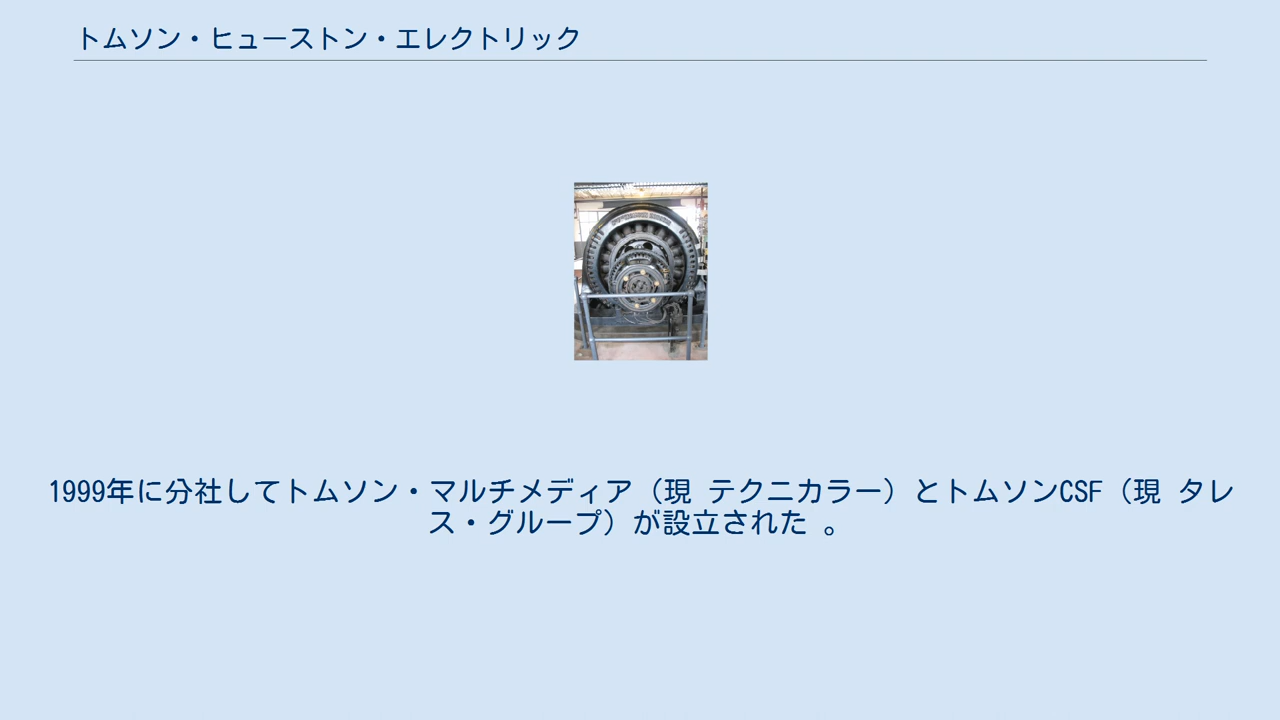 トムソン・ヒューストン・エレクトリック
1999年に分社してトムソン・マルチメディア（現 テクニカラー）とトムソンCSF（現 タレ
ス・グループ）が設立された 。